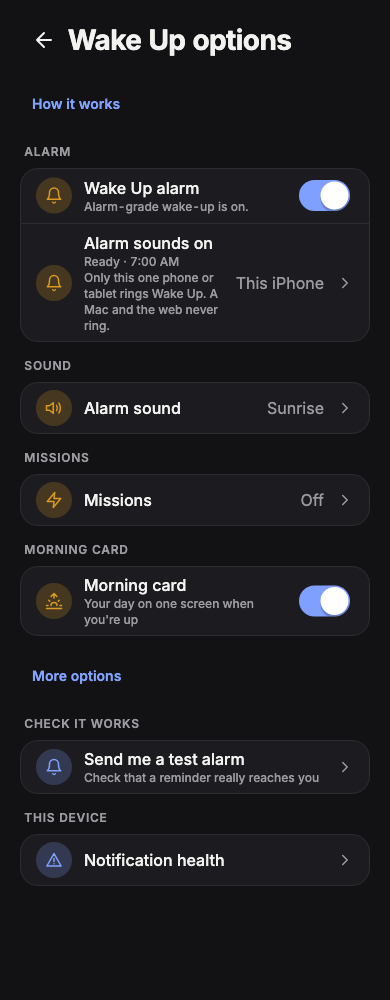 Wake Up options
How it works
ALARM
Wake Up alarm
Alarm-grade wake-up is on.
Alarm sounds on
Ready · 7:00 AM
Only this one phone or
tablet rings Wake Up. A
Mac and the web never
ring.
This iPhone
SOUND
Alarm sound
Sunrise
MISSIONS
Missions
Off
MORNING CARD
Morning card
Your day on one screen when
you're up
More options
CHECK IT WORKS
Send me a test alarm
Check that a reminder really reaches you
THIS DEVICE
Notification health